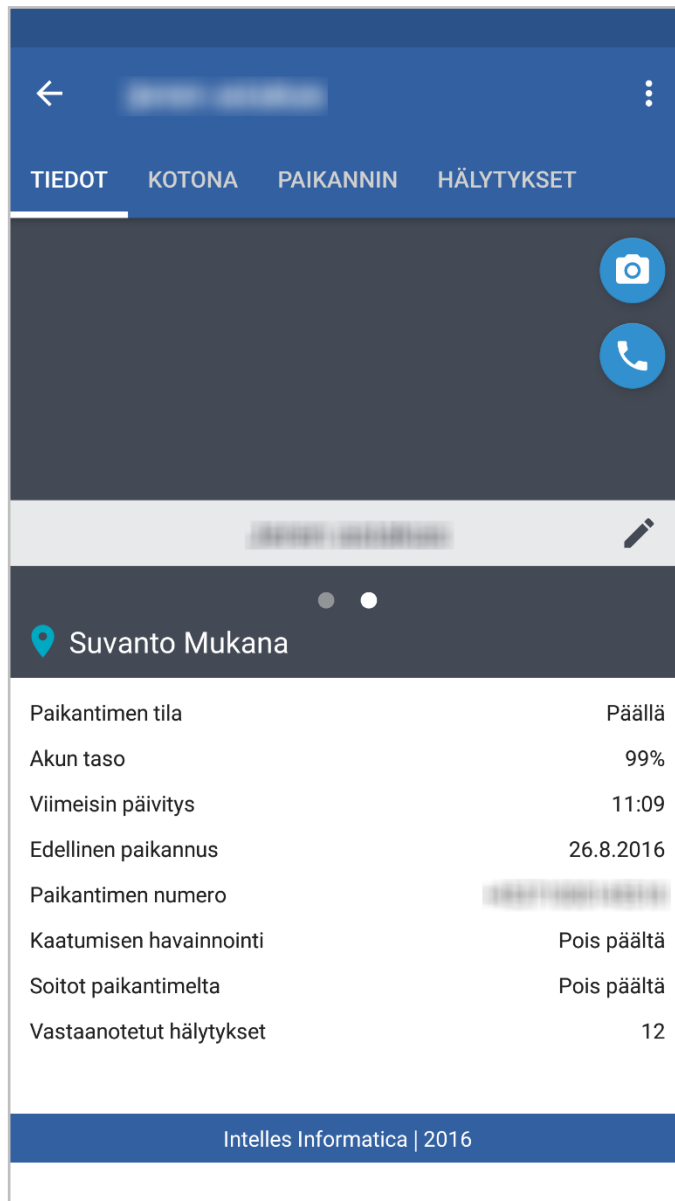 TIEDOT KOTONA PAIKANNIN HÄLYTYKSET
Suvanto Mukana
Paikantimen tila Päällä
Akun taso 99%
Viimeisin päivitys 11:09
Edellinen paikannus 26.8.2016
Paikantimen numero
Kaatumisen havainnointi Pois päältä
Soitot paikantimelta Pois päältä
Vastaanotetut hälytykset 12
Intelles Informatica | 2016